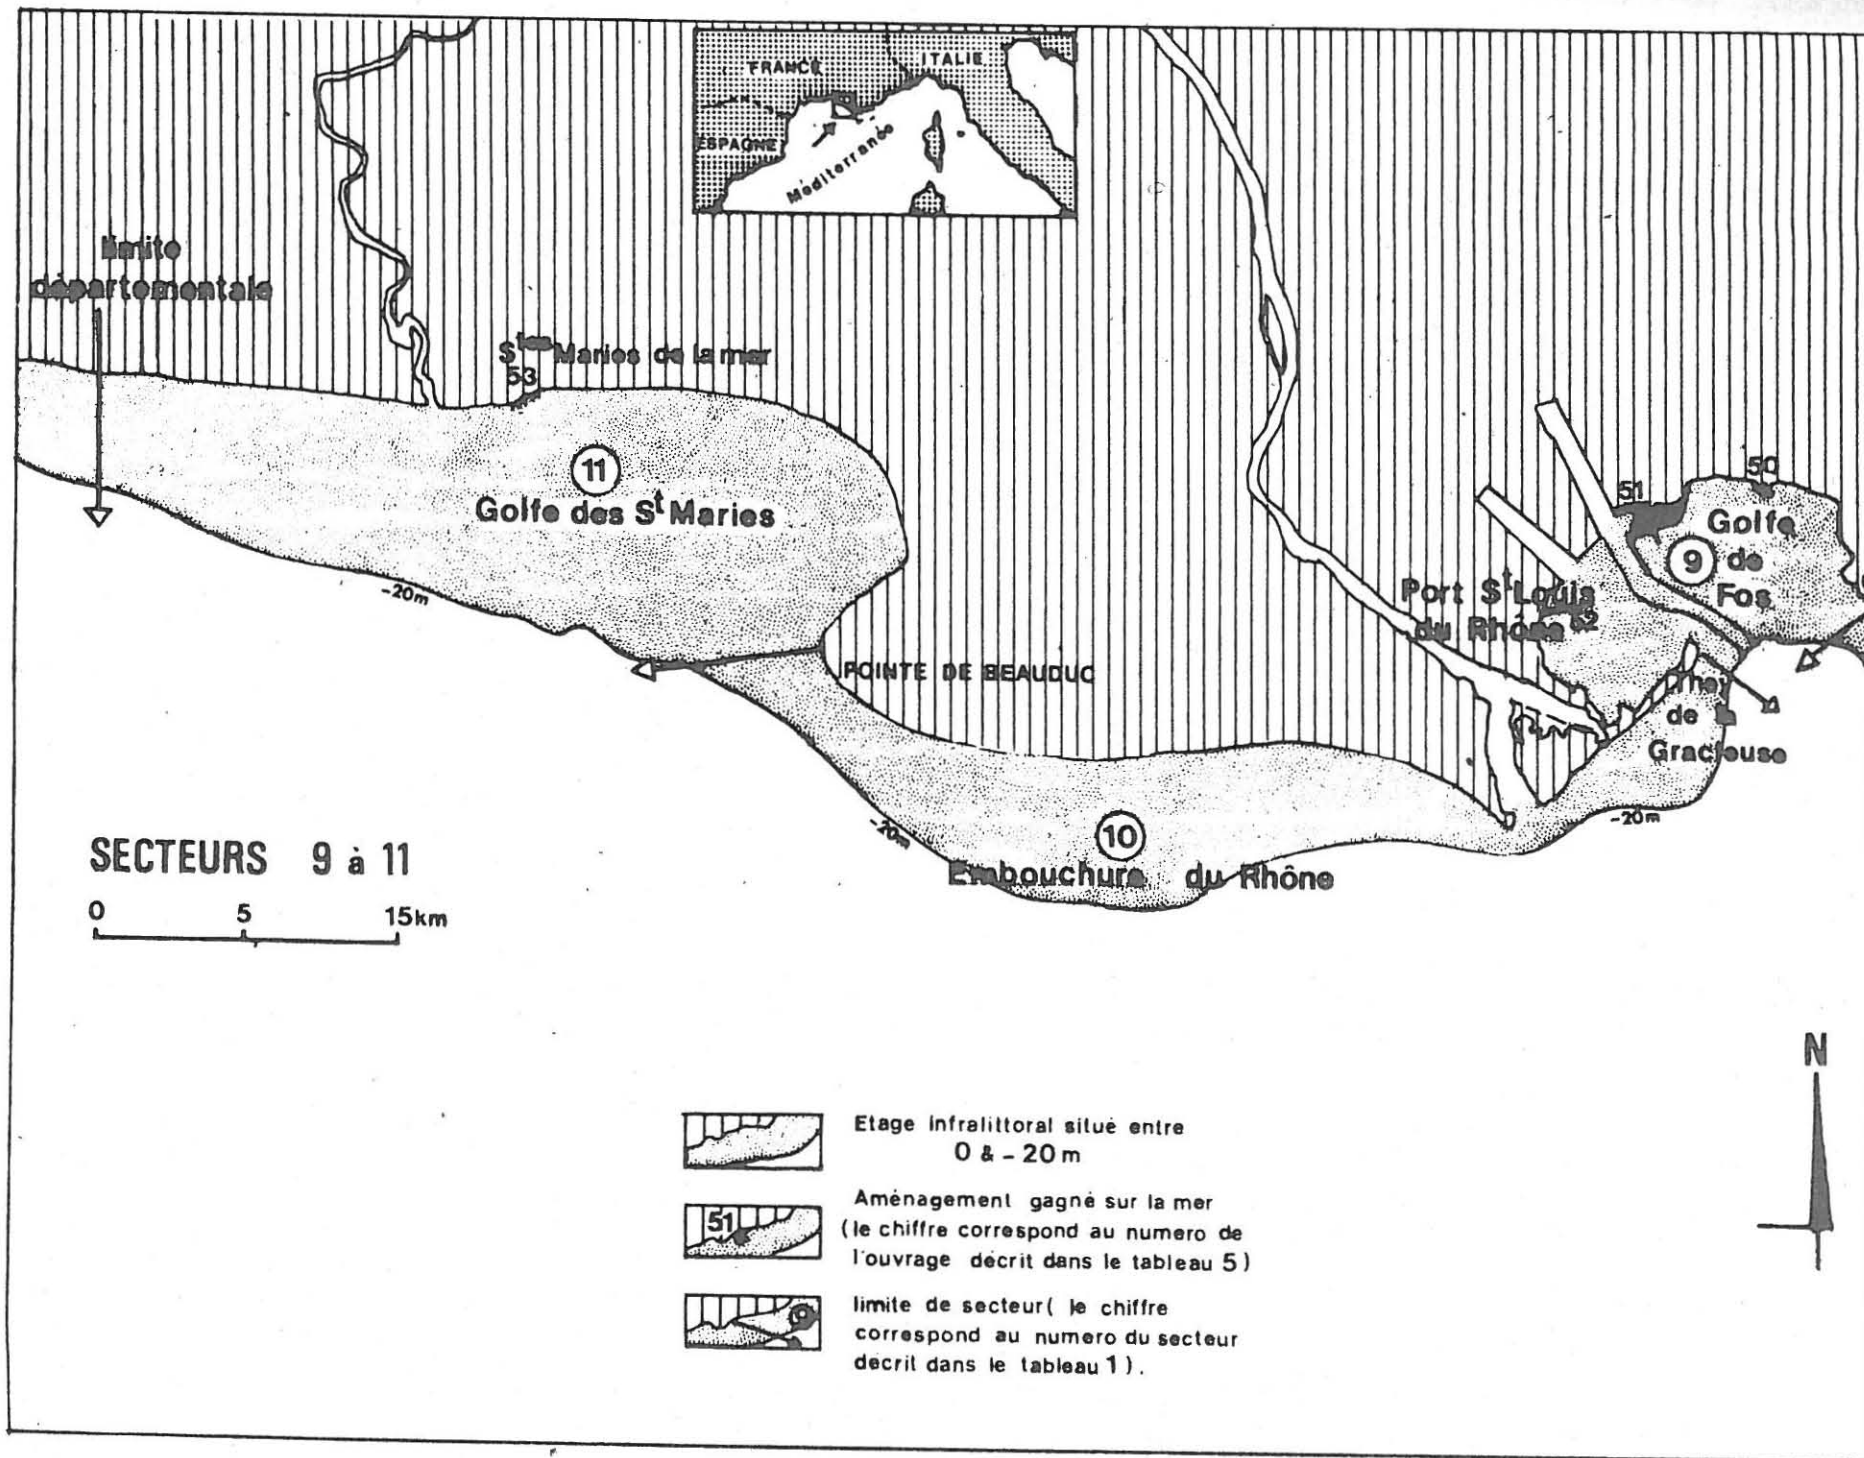 FRANCE
ITALIE
ESPAGNE
Méditerranée
limite
départementale
Stes Maries de la mer
53
11
Golfe des St Maries
-20m
POINTE DE BEAUDUC
50
51
Golfe
9 de
Fos
Port St Louis
du Rhône 52
de
Gracieuse
-20m
-20m
10
Embouchure du Rhône
SECTEURS 9 à 11
0 5 15km
N
Etage Infralittoral situé entre
0 & - 20 m
51
Aménagement gagné sur la mer
(le chiffre correspond au numero de
l'ouvrage décrit dans le tableau 5)
limite de secteur( le chiffre
correspond au numero du secteur
décrit dans le tableau 1).